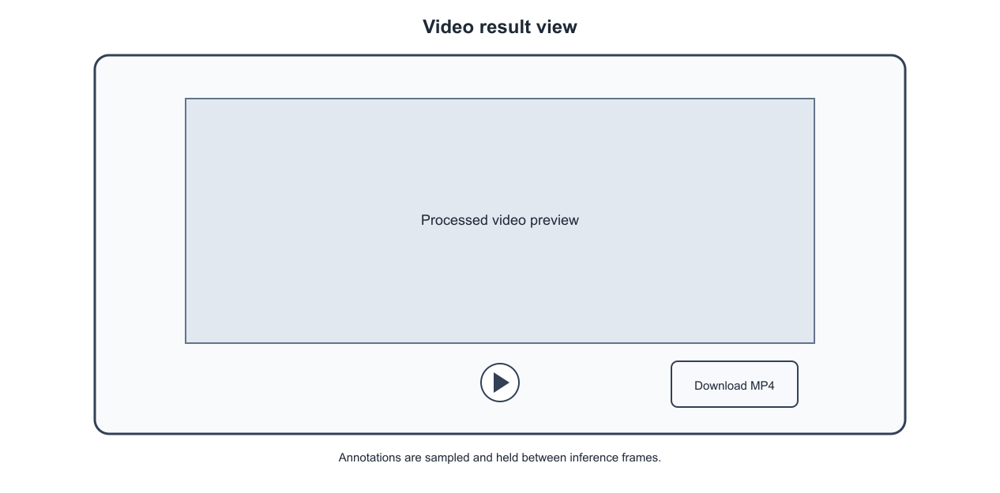 Video result view
Processed video preview
Download MP4
Annotations are sampled and held between inference frames.